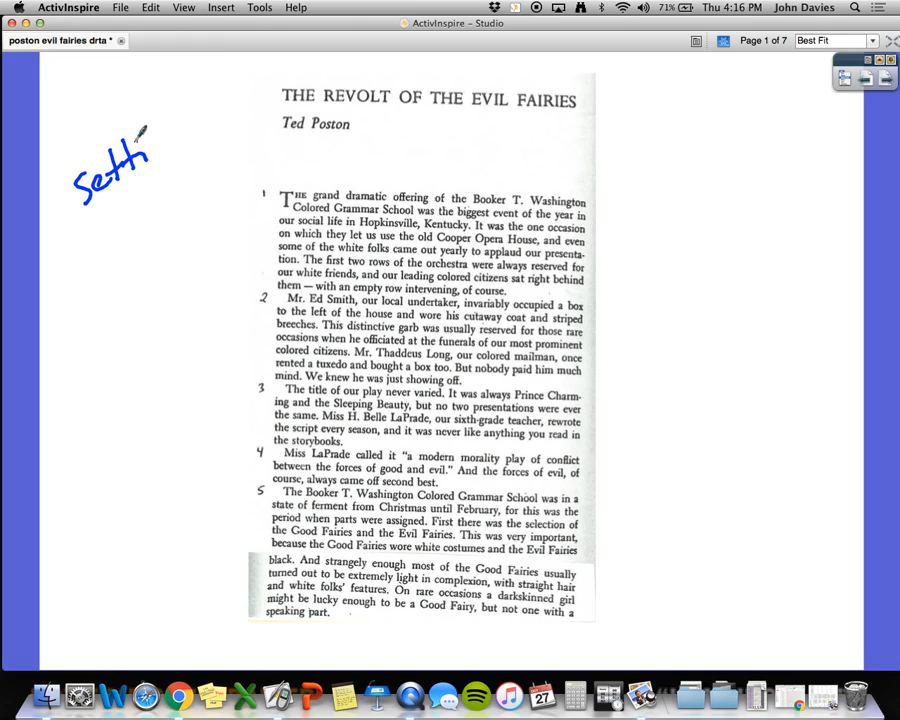 ActivInspire File Edit View Insert Tools Help 71% Thu 4:16 PM John Davies
ActivInspire - Studio
poston evil fairies drta * Page 1 of 7 Best Fit
THE REVOLT OF THE EVIL FAIRIES
Ted Poston
Setti
1 THE grand dramatic offering of the Booker T. Washington
Colored Grammar School was the biggest event of the year in
our social life in Hopkinsville, Kentucky. It was the one occasion
on which they let us use the old Cooper Opera House, and even
some of the white folks came out yearly to applaud our presenta-
tion. The first two rows of the orchestra were always reserved for
our white friends, and our leading colored citizens sat right behind
them — with an empty row intervening, of course.
2 Mr. Ed Smith, our local undertaker, invariably occupied a box
to the left of the house and wore his cutaway coat and striped
breeches. This distinctive garb was usually reserved for those rare
occasions when he officiated at the funerals of our most prominent
colored citizens. Mr. Thaddeus Long, our colored mailman, once
rented a tuxedo and bought a box too. But nobody paid him much
mind. We knew he was just showing off.
3 The title of our play never varied. It was always Prince Charm-
ing and the Sleeping Beauty, but no two presentations were ever
the same. Miss H. Belle LaPrade, our sixth-grade teacher, rewrote
the script every season, and it was never like anything you read in
the storybooks.
4 Miss LaPrade called it "a modern morality play of conflict
between the forces of good and evil." And the forces of evil, of
course, always came off second best.
5 The Booker T. Washington Colored Grammar School was in a
state of ferment from Christmas until February, for this was the
period when parts were assigned. First there was the selection of
the Good Fairies and the Evil Fairies. This was very important,
because the Good Fairies wore white costumes and the Evil Fairies
black. And strangely enough most of the Good Fairies usually
turned out to be extremely light in complexion, with straight hair
and white folks' features. On rare occasions a darkskinned girl
might be lucky enough to be a Good Fairy, but not one with a
speaking part.
27